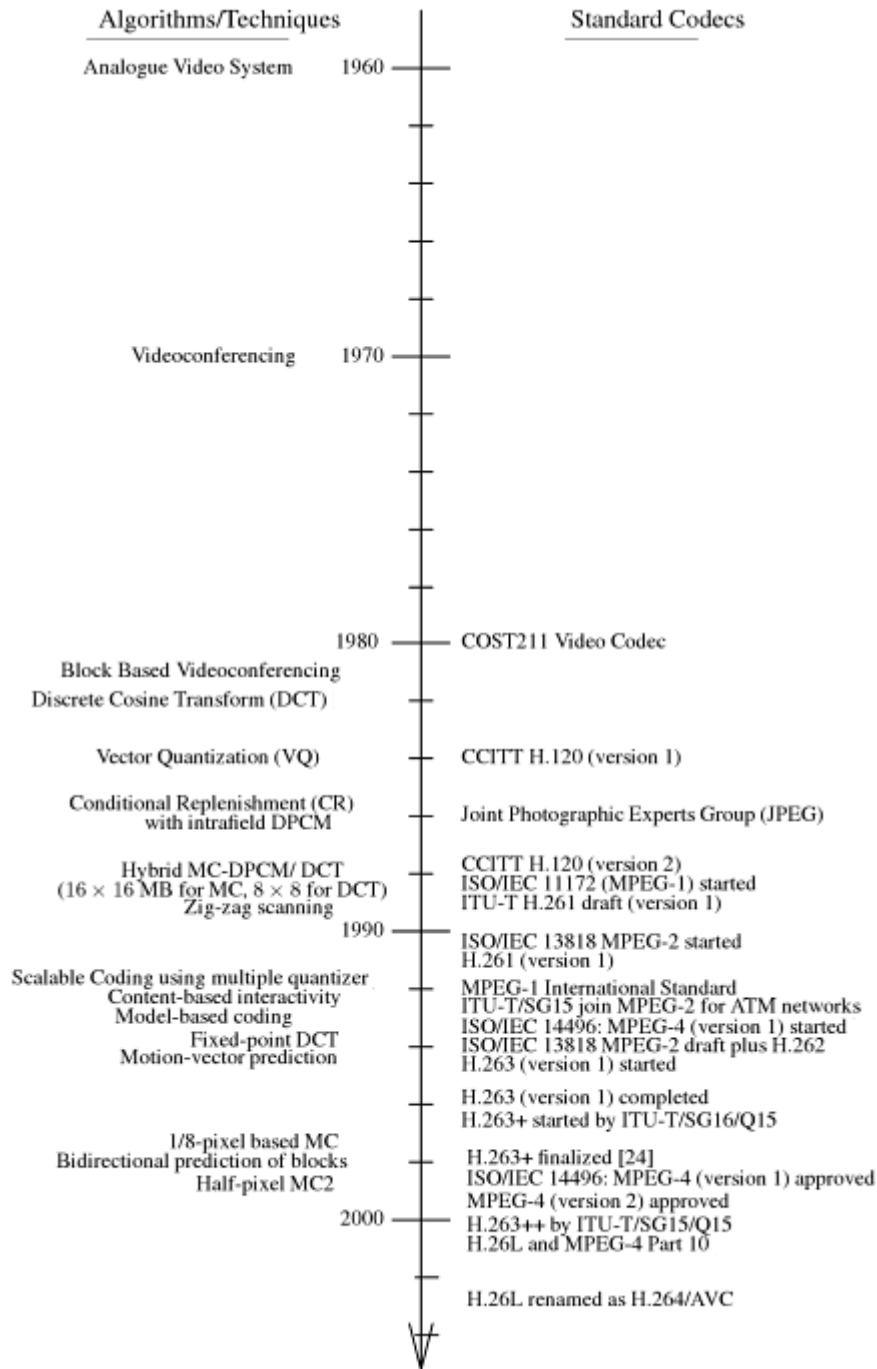 Algorithms/Techniques
Standard Codecs
Analogue Video System
1960
Videoconferencing
1970
1980
COST211 Video Codec
Block Based Videoconferencing
Discrete Cosine Transform (DCT)
Vector Quantization (VQ)
CCITT H.120 (version 1)
Conditional Replenishment (CR)
with intrafield DPCM
Joint Photographic Experts Group (JPEG)
Hybrid MC-DPCM/ DCT
(16 × 16 MB for MC, 8 × 8 for DCT)
Zig-zag scanning
CCITT H.120 (version 2)
ISO/IEC 11172 (MPEG-1) started
ITU-T H.261 draft (version 1)
1990
ISO/IEC 13818 MPEG-2 started
H.261 (version 1)
Scalable Coding using multiple quantizer
Content-based interactivity
Model-based coding
Fixed-point DCT
Motion-vector prediction
MPEG-1 International Standard
ITU-T/SG15 join MPEG-2 for ATM networks
ISO/IEC 14496: MPEG-4 (version 1) started
ISO/IEC 13818 MPEG-2 draft plus H.262
H.263 (version 1) started
H.263 (version 1) completed
H.263+ started by ITU-T/SG16/Q15
1/8-pixel based MC
Bidirectional prediction of blocks
Half-pixel MC2
H.263+ finalized [24]
ISO/IEC 14496: MPEG-4 (version 1) approved
MPEG-4 (version 2) approved
2000
H.263++ by ITU-T/SG15/Q15
H.26L and MPEG-4 Part 10
H.26L renamed as H.264/AVC